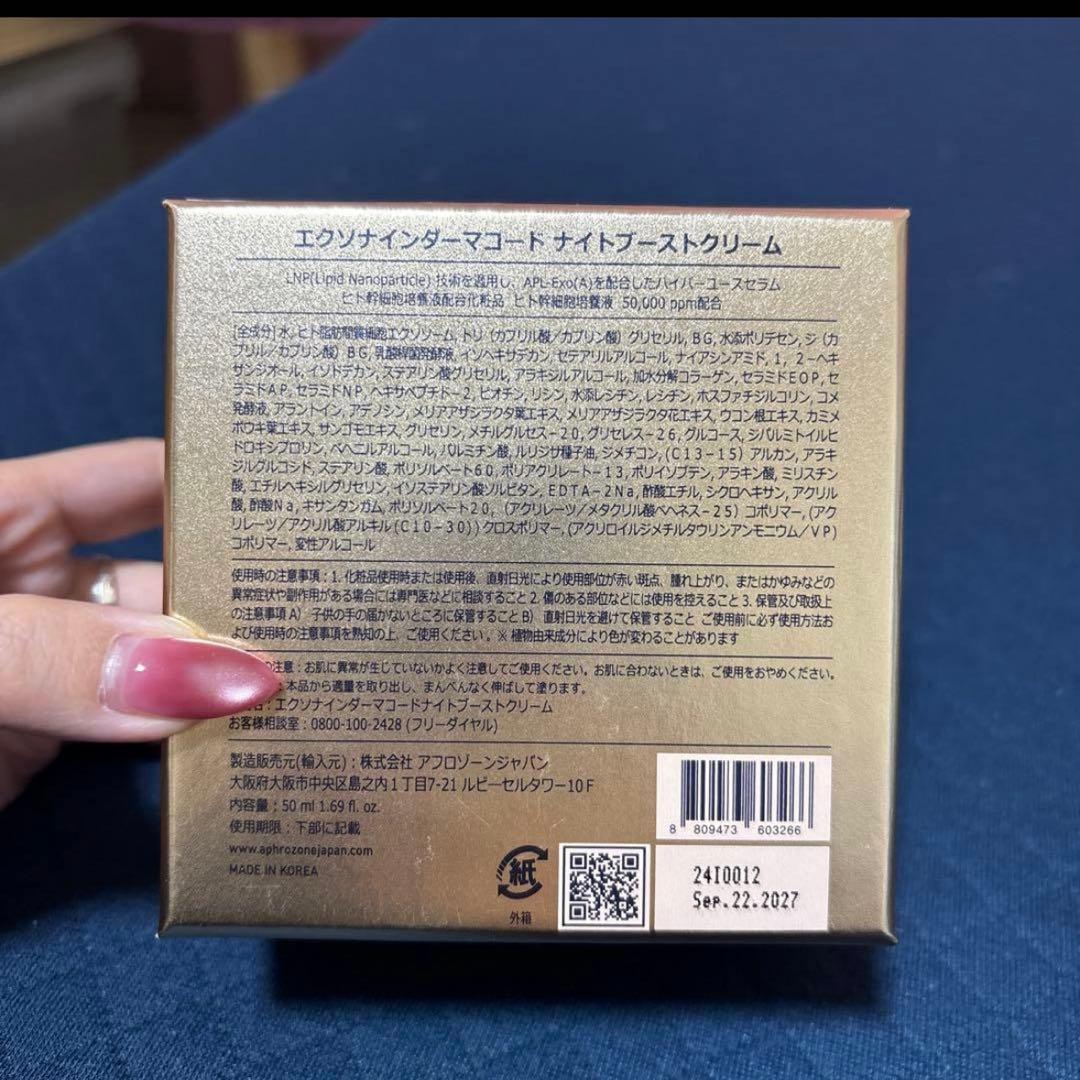 エクソナインダーマコード ナイトブーストクリーム
LNP(Lipid Nanoparticle) 技術を適用し、APL-Exo(A)を配合したハイパーユースセラム
ヒト幹細胞培養液配合化粧品 ヒト幹細胞培養液 50,000 ppm配合
[全成分] 水, ヒト脂肪間質細胞エクソソーム, トリ（カプリル酸／カプリン酸）グリセリル, BG, 水添ポリデセン, ジ（カ
プリル／カプリン酸）BG, 乳酸桿菌発酵液, イソヘキサデカン, セテアリルアルコール, ナイアシンアミド, 1，2－ヘキ
サンジオール, イソドデカン, ステアリン酸グリセリル, アラキジルアルコール, 加水分解コラーゲン, セラミドEOP, セ
ラミドAP, セラミドNP, ヘキサペプチド-2, ビオチン, リシン, 水添レシチン, レシチン, ホスファチジルコリン, コメ
発酵液, アラントイン, アデノシン, メリアアザジラクタ葉エキス, メリアアザジラクタ花エキス, ウコン根エキス, カミメ
ボウキ葉エキス, サンゴモエキス, グリセリン, メチルグルセス-20, グリセレス-26, グルコース, ジパルミトイルヒ
ドロキシプロリン, ベヘニルアルコール, パルミチン酸, ルリジサ種子油, ジメチコン, (C13-15) アルカン, アラキ
ジルグルコシド, ステアリン酸, ポリソルベート60, ポリアクリレート-13, ポリイソブテン, アラキン酸, ミリスチン
酸, エチルヘキシルグリセリン, イソステアリン酸ソルビタン, EDTA-2Na, 酢酸エチル, シクロヘキサン, アクリル
酸, 酢酸Na, キサンタンガム, ポリソルベート20,（アクリレーツ／メタクリル酸ベヘネス-25）コポリマー, (アク
リレーツ／アクリル酸アルキル(C10-30)) クロスポリマー, (アクリロイルジメチルタウリンアンモニウム／VP)
コポリマー, 変性アルコール
使用時の注意事項：1. 化粧品使用時または使用後、直射日光により使用部位が赤い斑点、腫れ上がり、またはかゆみなどの
異常症状や副作用がある場合には専門医などに相談すること 2. 傷のある部位などには使用を控えること 3. 保管及び取扱上
の注意事項 A） 子供の手の届かないところに保管すること B） 直射日光を避けて保管すること ご使用前に必ず使用方法お
よび使用時の注意事項を熟知の上、ご使用ください。※ 植物由来成分により色が変わることがあります
の注意：お肌に異常が生じていないかよく注意してご使用ください。お肌に合わないときは、ご使用をおやめください。
：本品から適量を取り出し、まんべんなく伸ばして塗ります。
：エクソナインダーマコードナイトブーストクリーム
お客様相談室：0800-100-2428 (フリーダイヤル)
製造販売元(輸入元)：株式会社 アフロゾーンジャパン
大阪府大阪市中央区島之内1丁目7-21 ルビーセルタワー10F
内容量：50 ml 1.69 fl. oz.
使用期限：下部に記載
www.aphrozonejapan.com
MADE IN KOREA
紙
外箱
8 809473 603266
24I0012
Sep.22.2027